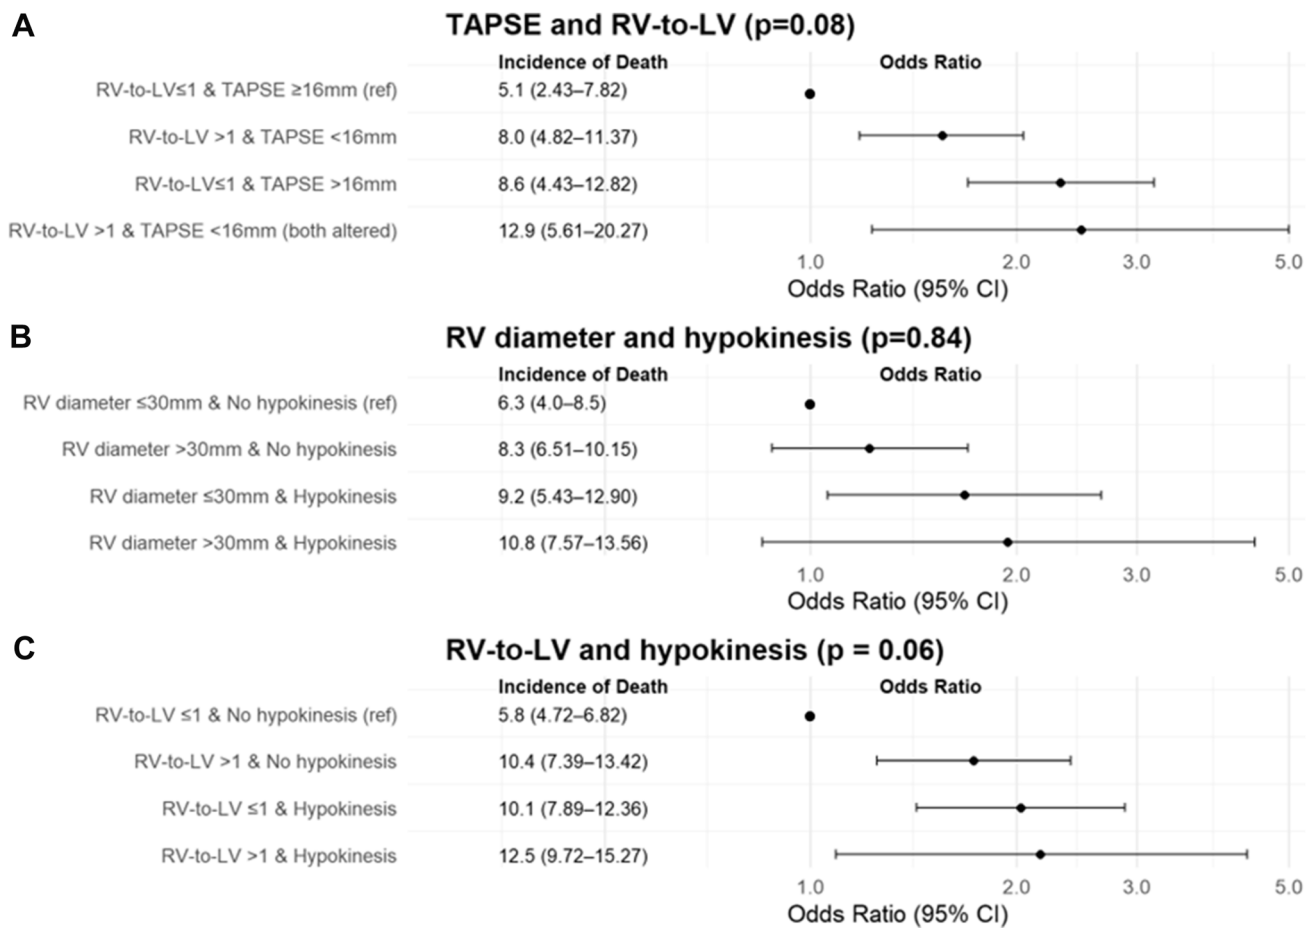 A
TAPSE and RV-to-LV (p=0.08)
Incidence of Death Odds Ratio
RV-to-LV≤1 & TAPSE ≥16mm (ref) 5.1 (2.43–7.82)
RV-to-LV >1 & TAPSE <16mm 8.0 (4.82–11.37)
RV-to-LV≤1 & TAPSE >16mm 8.6 (4.43–12.82)
RV-to-LV >1 & TAPSE <16mm (both altered) 12.9 (5.61–20.27)
1.0 2.0 3.0 5.0
Odds Ratio (95% CI)
B
RV diameter and hypokinesis (p=0.84)
Incidence of Death Odds Ratio
RV diameter ≤30mm & No hypokinesis (ref) 6.3 (4.0–8.5)
RV diameter >30mm & No hypokinesis 8.3 (6.51–10.15)
RV diameter ≤30mm & Hypokinesis 9.2 (5.43–12.90)
RV diameter >30mm & Hypokinesis 10.8 (7.57–13.56)
1.0 2.0 3.0 5.0
Odds Ratio (95% CI)
C
RV-to-LV and hypokinesis (p = 0.06)
Incidence of Death Odds Ratio
RV-to-LV ≤1 & No hypokinesis (ref) 5.8 (4.72–6.82)
RV-to-LV >1 & No hypokinesis 10.4 (7.39–13.42)
RV-to-LV ≤1 & Hypokinesis 10.1 (7.89–12.36)
RV-to-LV >1 & Hypokinesis 12.5 (9.72–15.27)
1.0 2.0 3.0 5.0
Odds Ratio (95% CI)